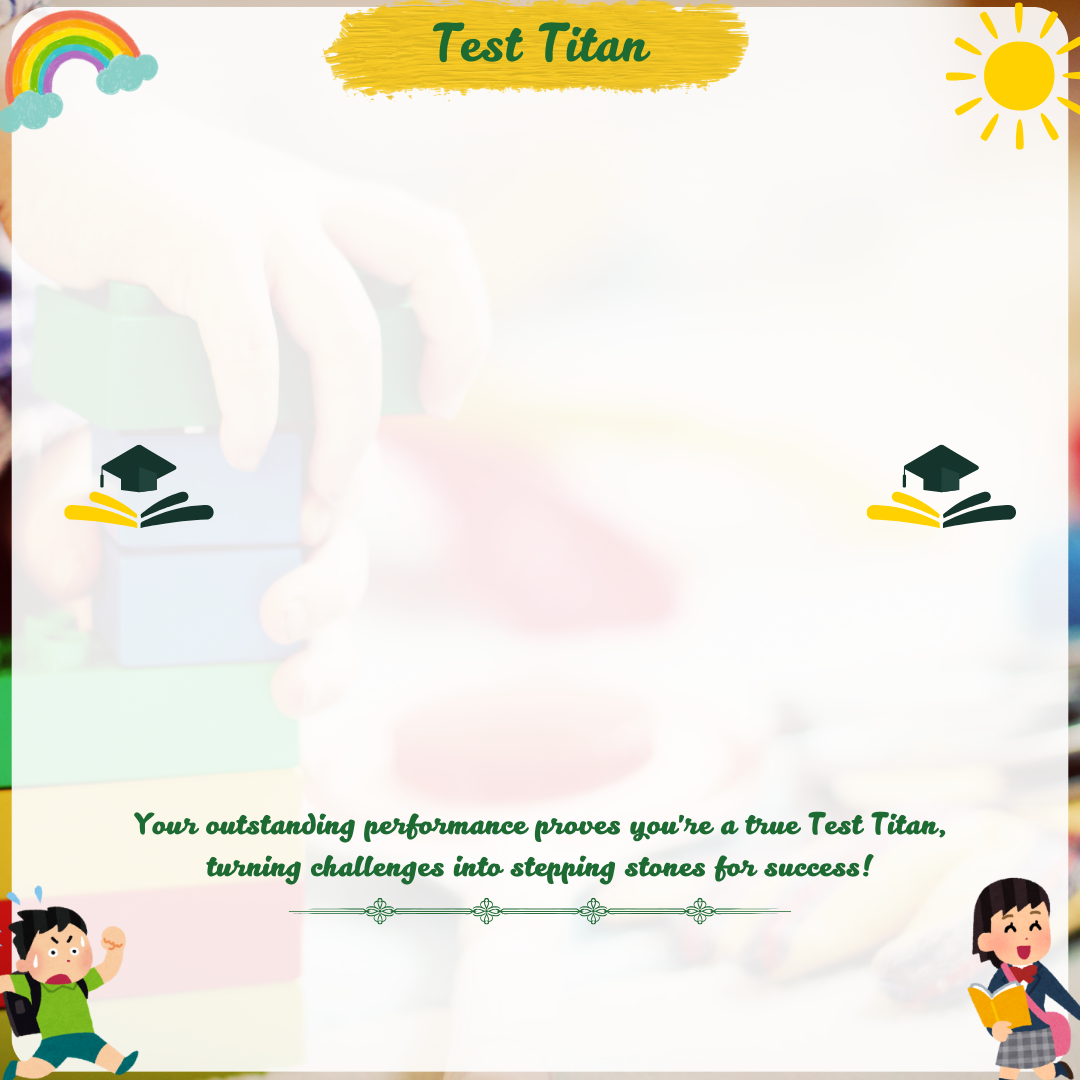 Test Titan
Your outstanding performance proves you're a true Test Titan,
turning challenges into stepping stones for success!